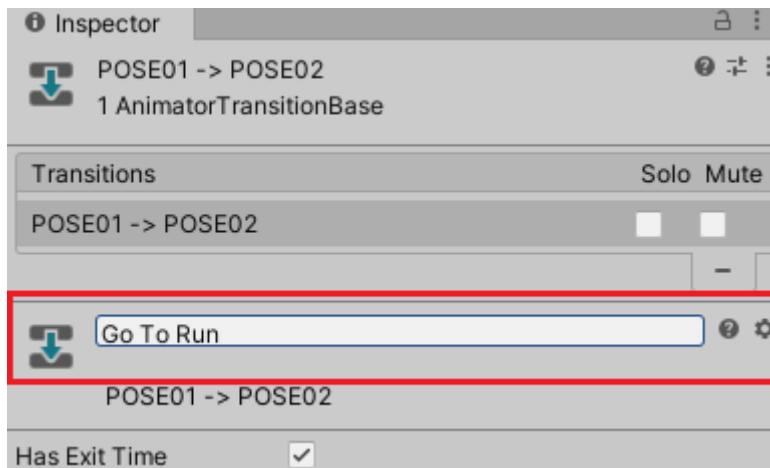 Inspector
POSE01 -> POSE02
1 AnimatorTransitionBase
Transitions Solo Mute
POSE01 -> POSE02
Go To Run
POSE01 -> POSE02
Has Exit Time